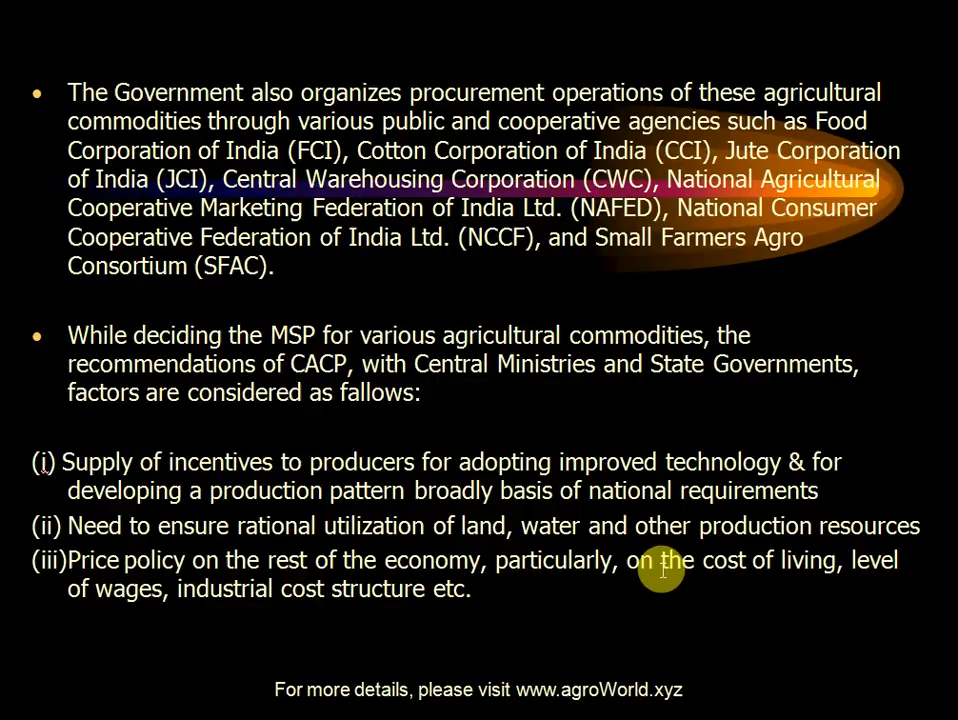 • The Government also organizes procurement operations of these agricultural
commodities through various public and cooperative agencies such as Food
Corporation of India (FCI), Cotton Corporation of India (CCI), Jute Corporation
of India (JCI), Central Warehousing Corporation (CWC), National Agricultural
Cooperative Marketing Federation of India Ltd. (NAFED), National Consumer
Cooperative Federation of India Ltd. (NCCF), and Small Farmers Agro
Consortium (SFAC).
• While deciding the MSP for various agricultural commodities, the
recommendations of CACP, with Central Ministries and State Governments,
factors are considered as fallows:
(i) Supply of incentives to producers for adopting improved technology & for
developing a production pattern broadly basis of national requirements
(ii) Need to ensure rational utilization of land, water and other production resources
(iii)Price policy on the rest of the economy, particularly, on the cost of living, level
of wages, industrial cost structure etc.
For more details, please visit www.agroWorld.xyz